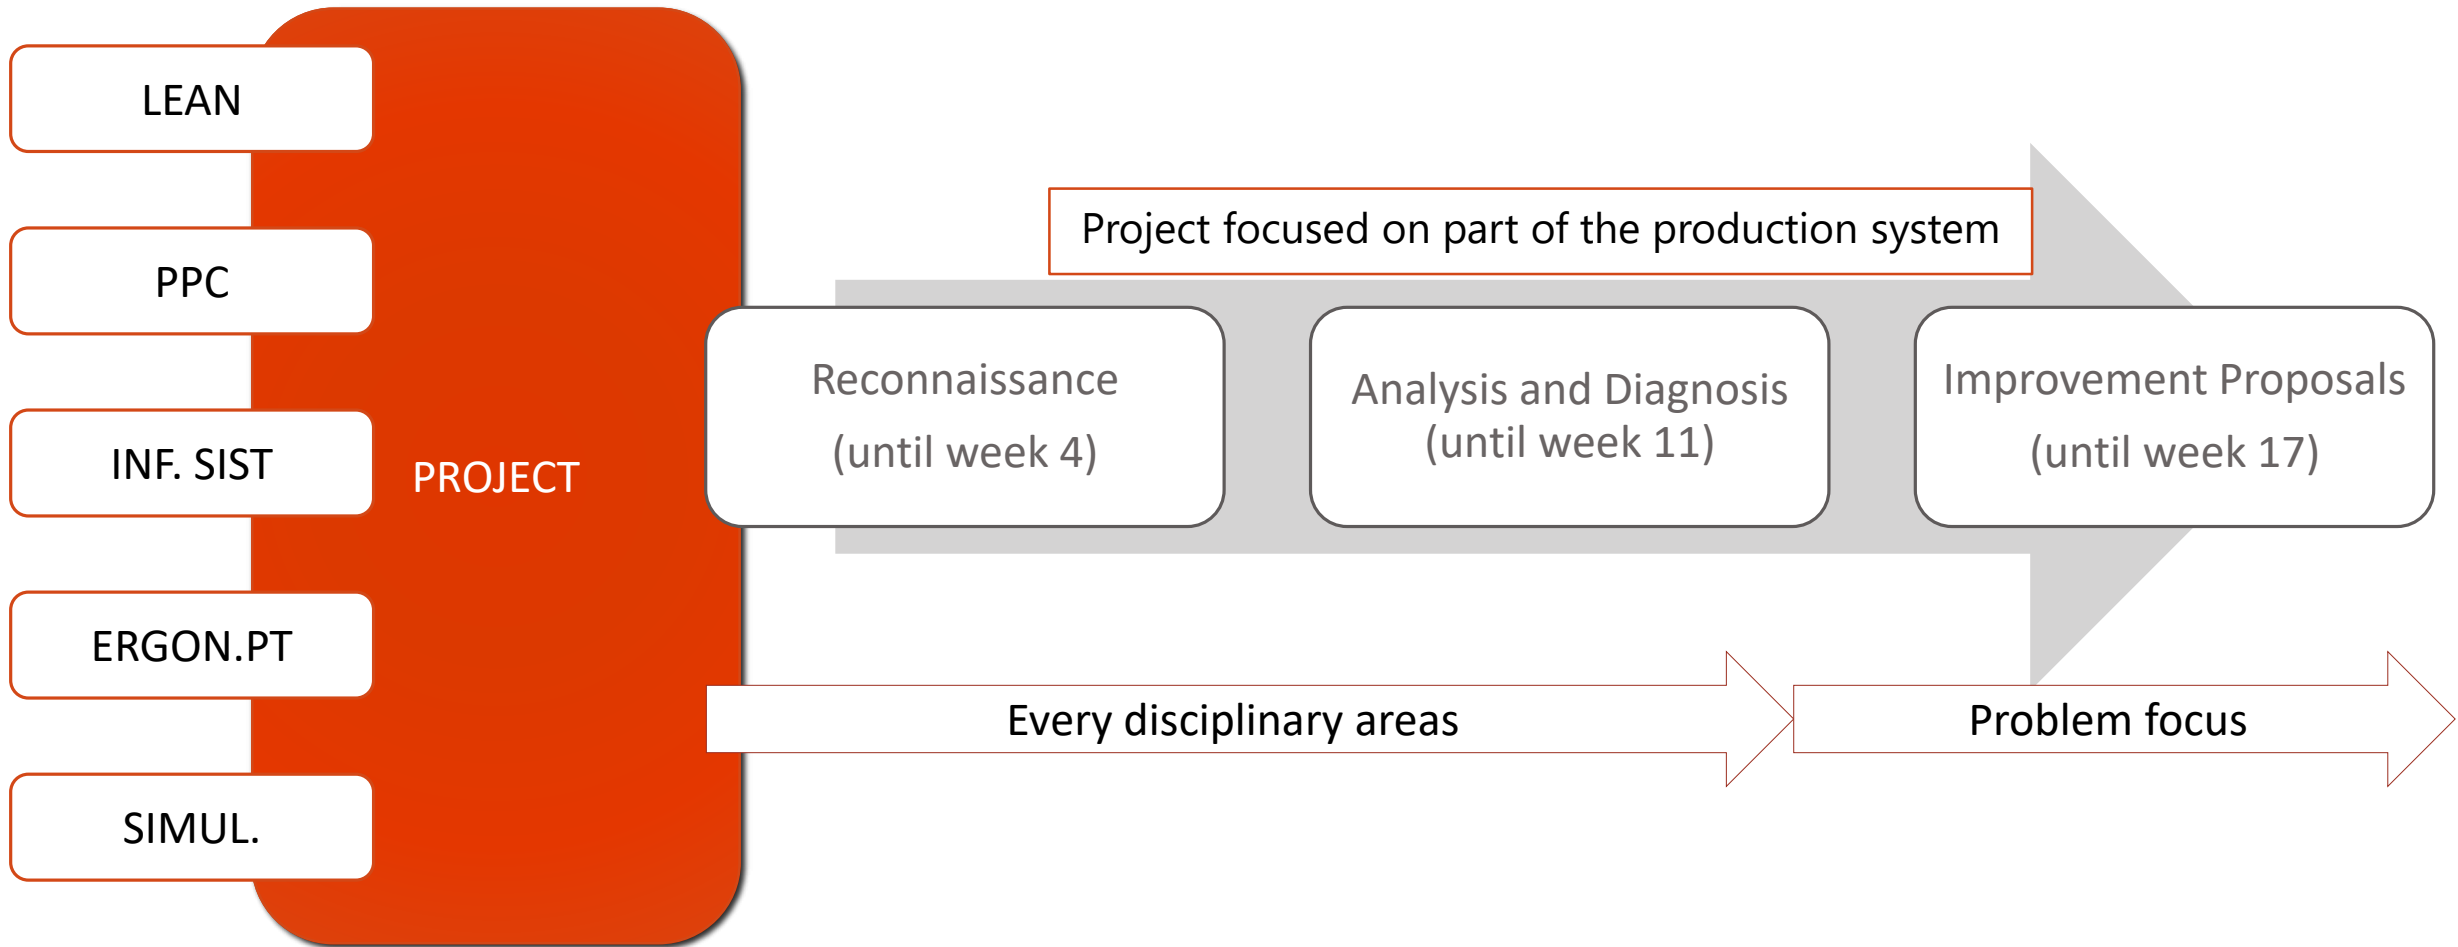 LEAN
PPC
INF. SIST
ERGON.PT
SIMUL.
PROJECT
Project focused on part of the production system
Reconnaissance
(until week 4)
Analysis and Diagnosis
(until week 11)
Improvement Proposals
(until week 17)
Every disciplinary areas
Problem focus